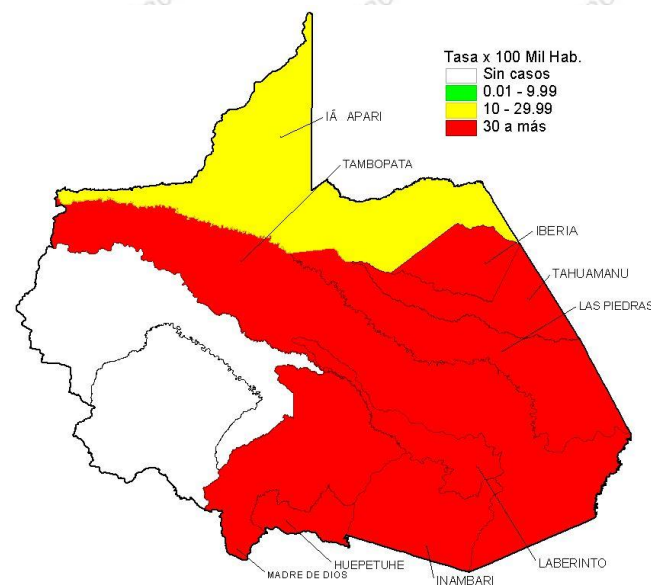 Tasa x 100 Mil Hab.
Sin casos
0.01 - 9.99
10 - 29.99
30 a más
IÃ APARI
TAMBOPATA
IBERIA
TAHUAMANU
LAS PIEDRAS
LABERINTO
HUEPETUHE
MADRE DE DIOS
INAMBARI